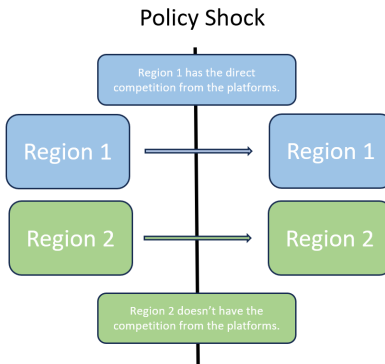 Policy Shock
Region 1 has the direct
competition from the platforms.
Region 1
Region 1
Region 2
Region 2
Region 2 doesn't have the
competition from the platforms.